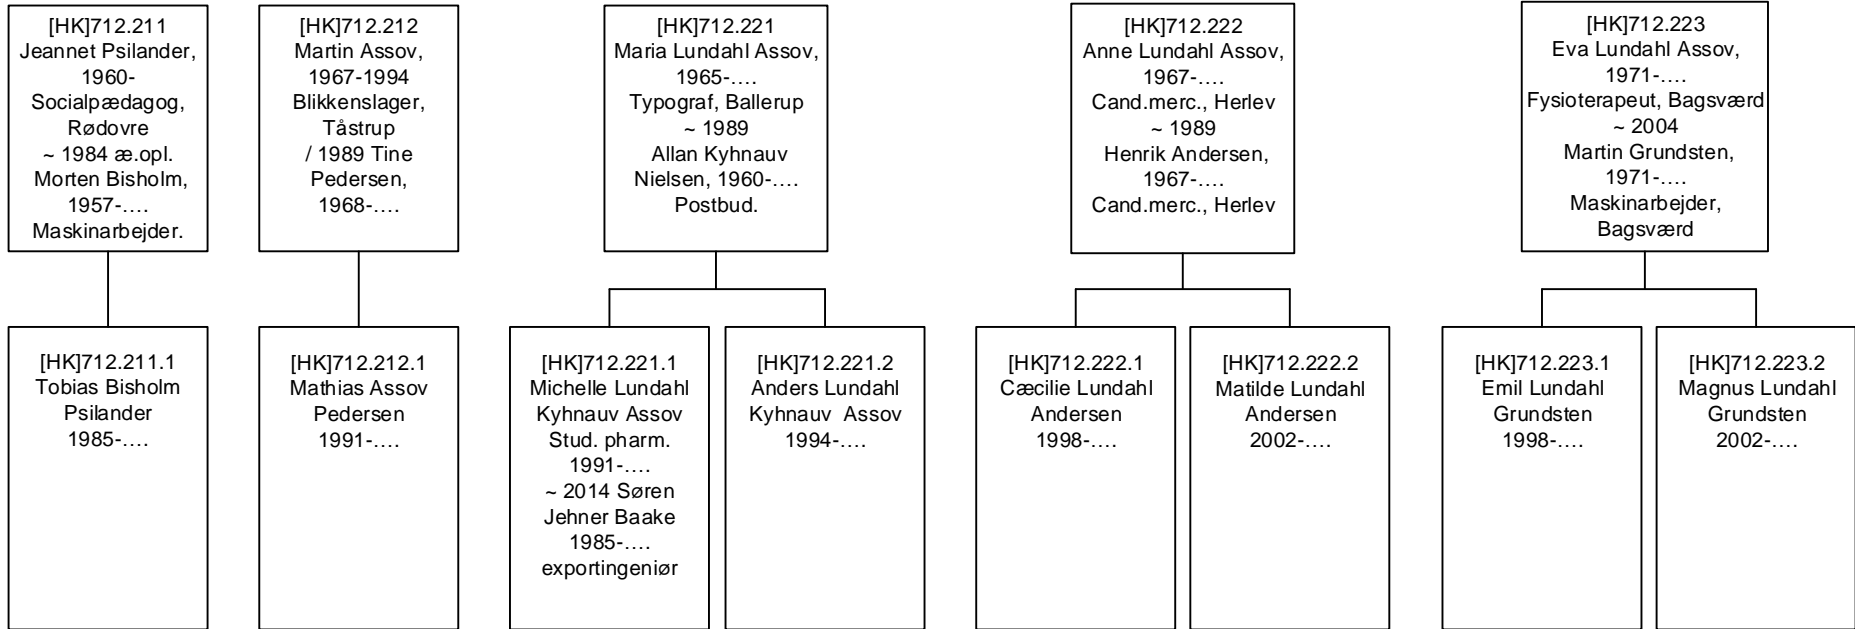 [HK]712.211
Jeannet Psilander,
1960-
Socialpædagog,
Rødovre
~ 1984 æ.opl.
Morten Bisholm,
1957-….
Maskinarbejder.
[HK]712.212
Martin Assov,
1967-1994
Blikkenslager,
Tåstrup
/ 1989 Tine
Pedersen,
1968-….
[HK]712.221
Maria Lundahl Assov,
1965-….
Typograf, Ballerup
~ 1989
Allan Kyhnauv
Nielsen, 1960-….
Postbud.
[HK]712.222
Anne Lundahl Assov,
1967-….
Cand.merc., Herlev
~ 1989
Henrik Andersen,
1967-….
Cand.merc., Herlev
[HK]712.223
Eva Lundahl Assov,
1971-….
Fysioterapeut, Bagsværd
~ 2004
Martin Grundsten,
1971-….
Maskinarbejder,
Bagsværd
[HK]712.211.1
Tobias Bisholm
Psilander
1985-….
[HK]712.212.1
Mathias Assov
Pedersen
1991-….
[HK]712.221.1
Michelle Lundahl
Kyhnauv Assov
Stud. pharm.
1991-….
~ 2014 Søren
Jehner Baake
1985-….
exportingeniør
[HK]712.221.2
Anders Lundahl
Kyhnauv  Assov
1994-….
[HK]712.222.1
Cæcilie Lundahl
Andersen
1998-….
[HK]712.222.2
Matilde Lundahl
Andersen
2002-….
[HK]712.223.1
Emil Lundahl
Grundsten
1998-….
[HK]712.223.2
Magnus Lundahl
Grundsten
2002-….